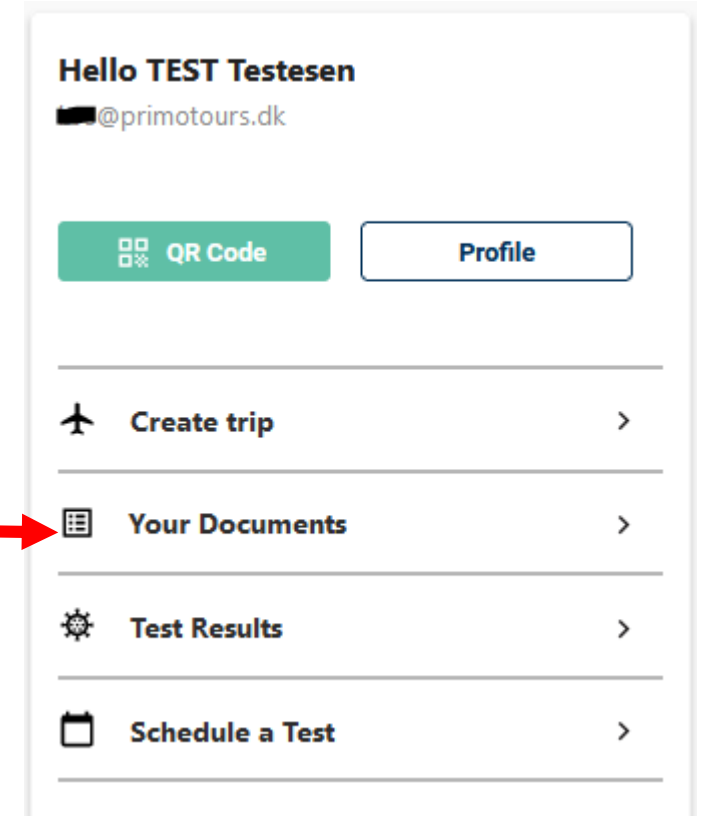 Hello TEST Testesen
@primotours.dk
QR Code
Profile
Create trip
Your Documents
Test Results
Schedule a Test